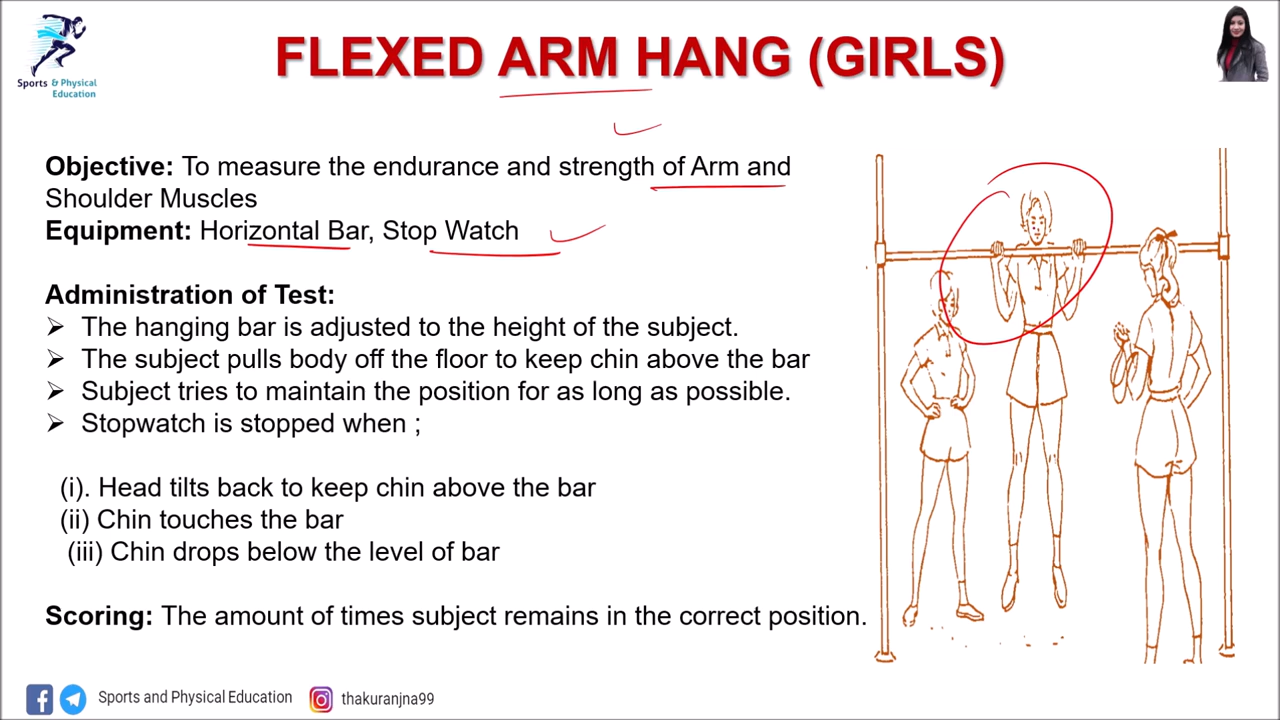 Sports & Physical
Education
FLEXED ARM HANG (GIRLS)
Objective: To measure the endurance and strength of Arm and
Shoulder Muscles
Equipment: Horizontal Bar, Stop Watch
Administration of Test:
➢ The hanging bar is adjusted to the height of the subject.
➢ The subject pulls body off the floor to keep chin above the bar
➢ Subject tries to maintain the position for as long as possible.
➢ Stopwatch is stopped when ;
(i). Head tilts back to keep chin above the bar
(ii) Chin touches the bar
(iii) Chin drops below the level of bar
Scoring: The amount of times subject remains in the correct position.
Sports and Physical Education
thakuranjna99